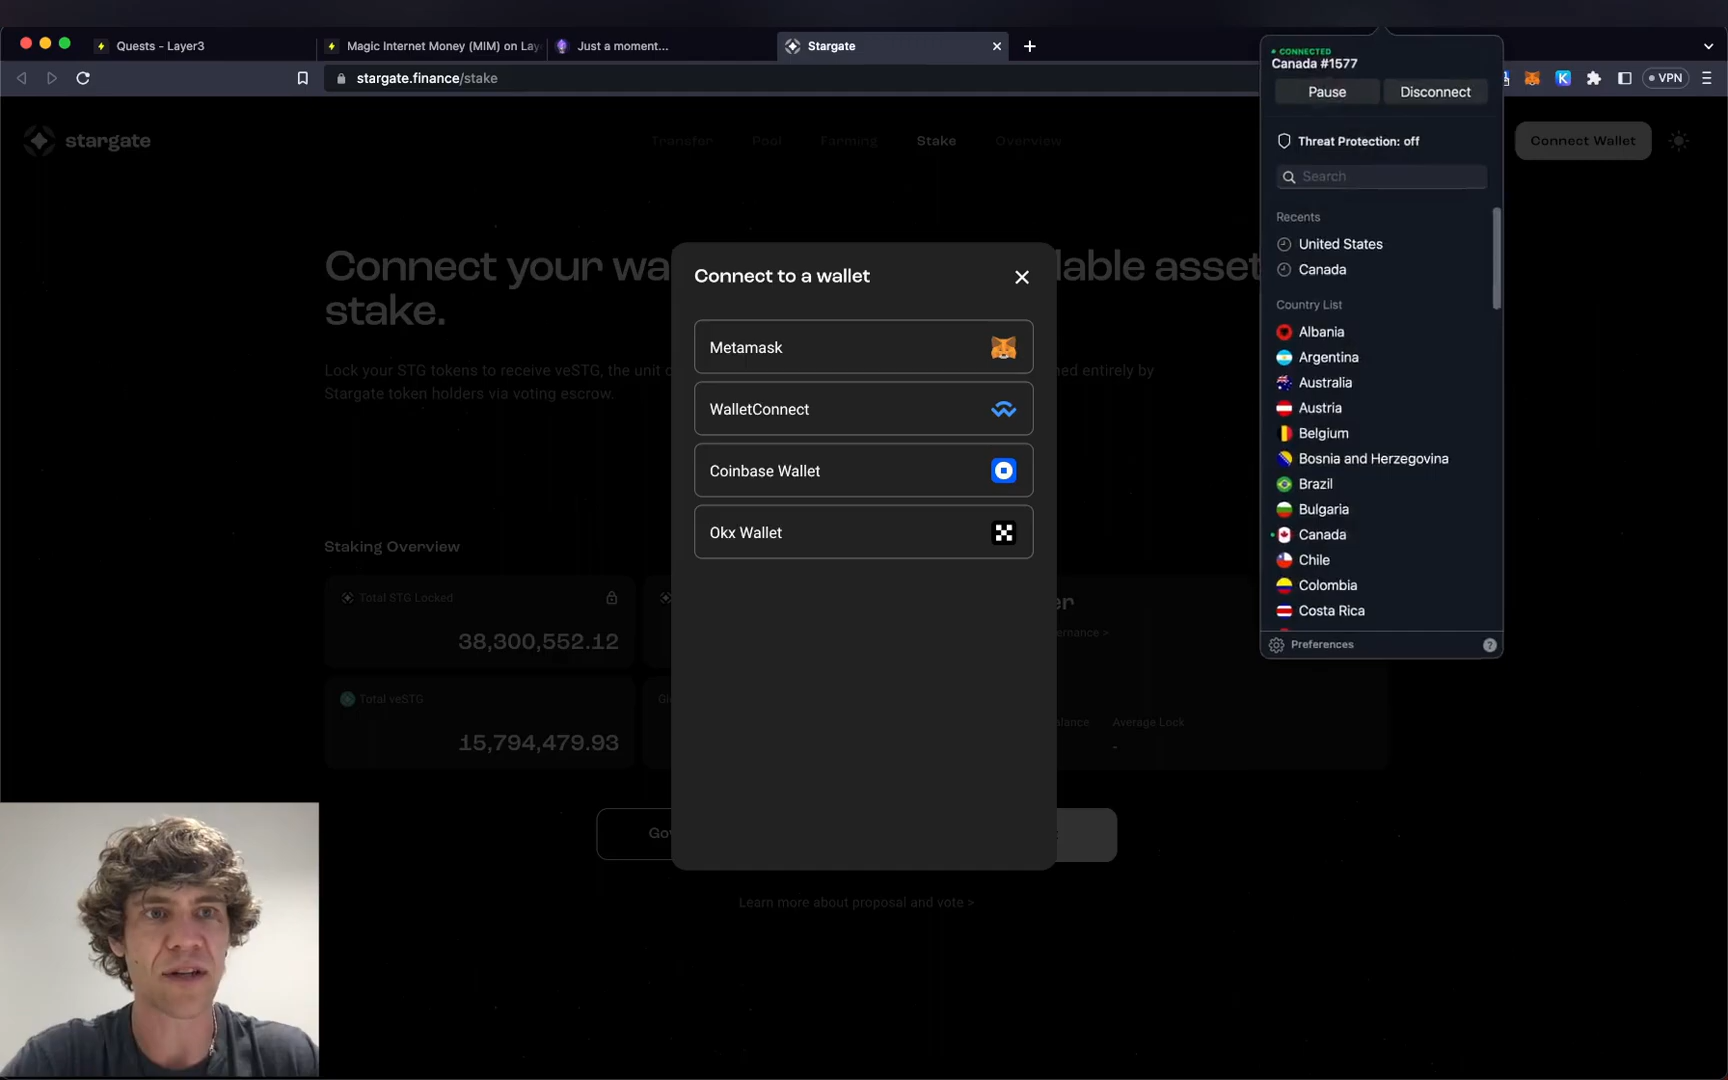 Quests - Layer3
Magic Internet Money (MIM) on Lay
Just a moment...
Stargate
stargate.finance/stake
VPN
stargate
Transfer
Pool
Farming
Stake
Overview
Connect Wallet
Connect your wa
lable asset
stake.
Lock your STG tokens to receive veSTG, the unit
ned entirely by
Stargate token holders via voting escrow.
Staking Overview
Total STG Locked
38,300,552.12
Total veSTG
15,794,479.93
er
ernance >
alance
Average Lock
-
Gov
Learn more about proposal and vote >
Connect to a wallet
Metamask
WalletConnect
Coinbase Wallet
Okx Wallet
CONNECTED
Canada #1577
Pause
Disconnect
Threat Protection: off
Search
Recents
United States
Canada
Country List
Albania
Argentina
Australia
Austria
Belgium
Bosnia and Herzegovina
Brazil
Bulgaria
Canada
Chile
Colombia
Costa Rica
Preferences